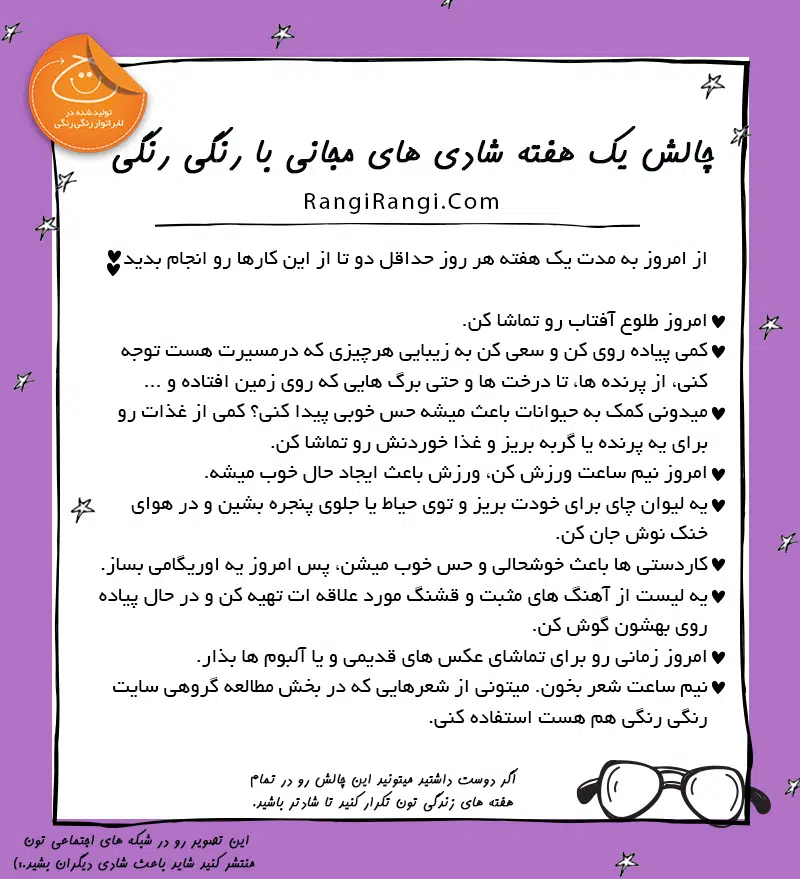 تولید شده در
لابراتوار رنگی رنگی
چالش یک هفته شادی های مجانی با رنگی رنگی
RangiRangi.Com
از امروز به مدت یک هفته هر روز حداقل دو تا از این کارها رو انجام بدید♥♥
♥ امروز طلوع آفتاب رو تماشا کن.
♥ کمی پیاده روی کن و سعی کن به زیبایی هرچیزی که درمسیرت هست توجه
کنی، از پرنده ها، تا درخت ها و حتی برگ هایی که روی زمین افتاده و ...
♥ میدونی کمک به حیوانات باعث میشه حس خوبی پیدا کنی؟ کمی از غذات رو
برای یه پرنده یا گربه بریز و غذا خوردنش رو تماشا کن.
♥ امروز نیم ساعت ورزش کن، ورزش باعث ایجاد حال خوب میشه.
♥ یه لیوان چای برای خودت بریز و توی حیاط یا جلوی پنجره بشین و در هوای
خنک نوش جان کن.
♥ کاردستی ها باعث خوشحالی و حس خوب میشن، پس امروز یه اوریگامی بساز.
♥ یه لیست از آهنگ های مثبت و قشنگ مورد علاقه ات تهیه کن و در حال پیاده
روی بهشون گوش کن.
♥ امروز زمانی رو برای تماشای عکس های قدیمی و یا آلبوم ها بذار.
♥ نیم ساعت شعر بخون. میتونی از شعرهایی که در بخش مطالعه گروهی سایت
رنگی رنگی هم هست استفاده کنی.
اگر دوست داشتید میتونید این چالش رو در تمام
هفته های زندگی تون تکرار کنید تا شادتر باشید.
این تصویر رو در شبکه های اجتماعی تون
منتشر کنید شاید باعث شادی دیگران بشید.:)